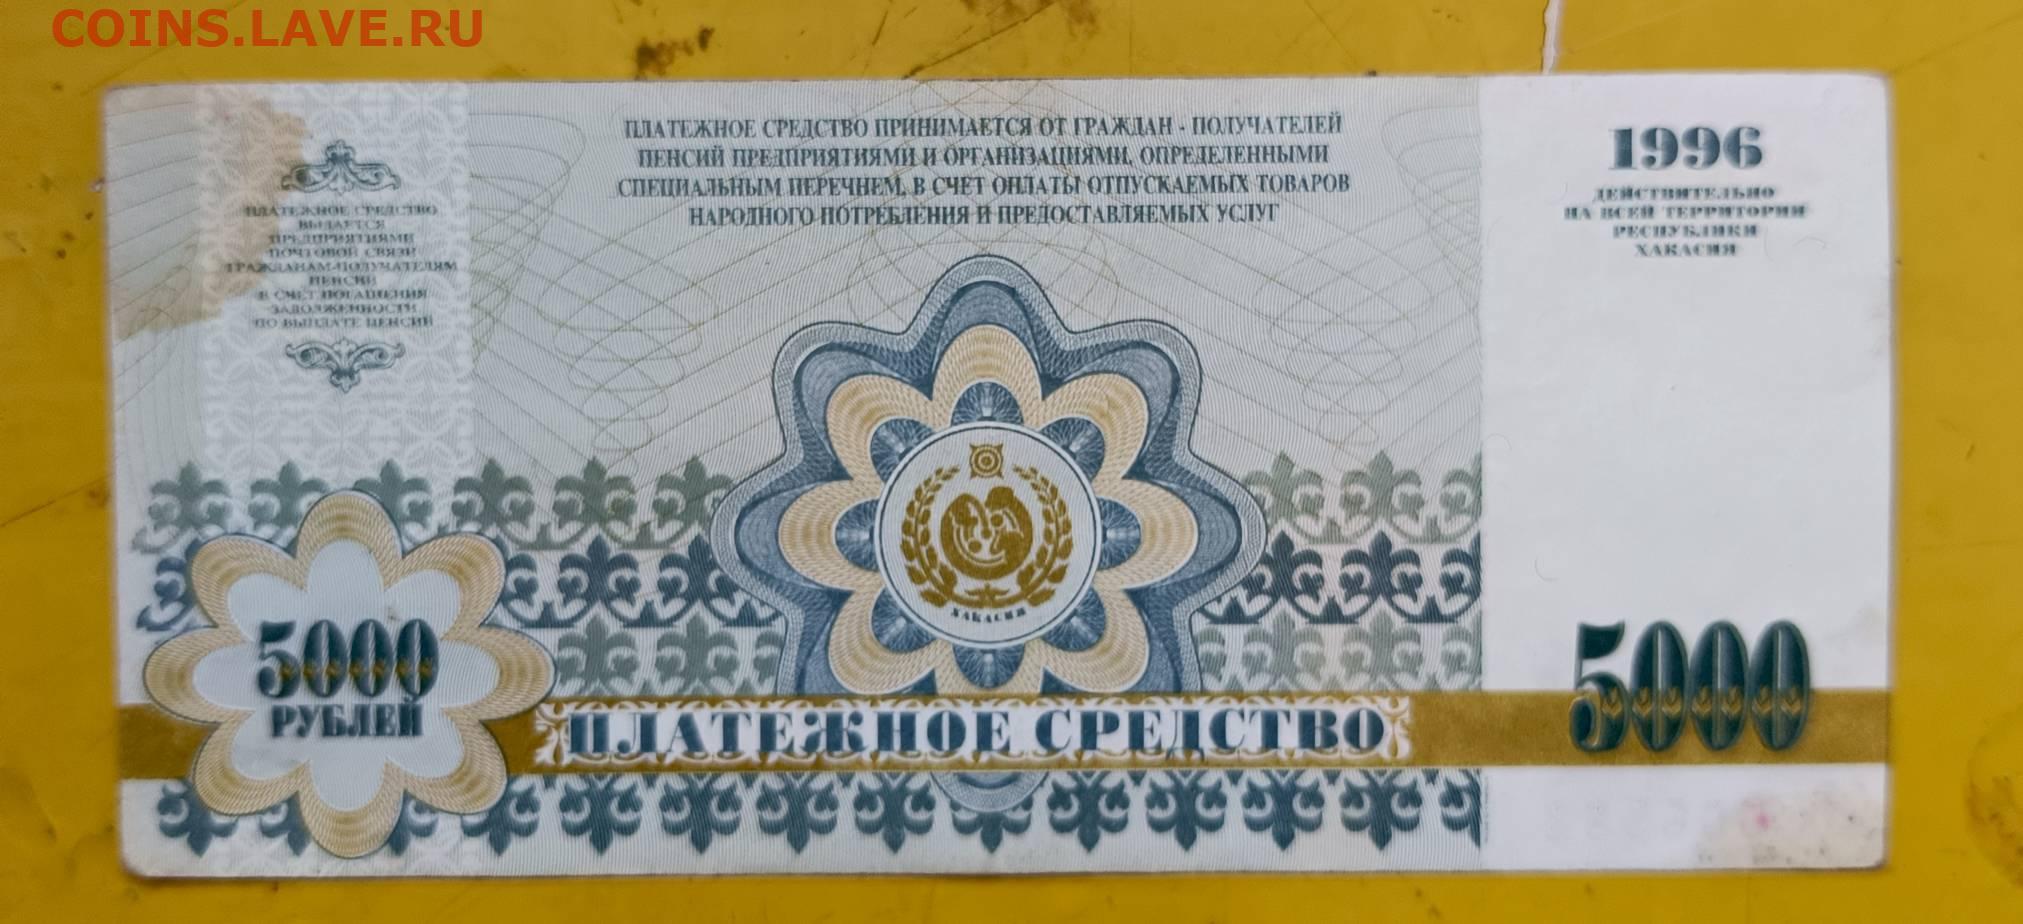 COINS.LAVE.RU
ПЛАТЕЖНОЕ СРЕДСТВО ПРИНИМАЕТСЯ ОТ ГРАЖДАН - ПОЛУЧАТЕЛЕЙ
ПЕНСИЙ ПРЕДПРИЯТИЯМИ И ОРГАНИЗАЦИЯМИ, ОПРЕДЕЛЕННЫМИ
СПЕЦИАЛЬНЫМ ПЕРЕЧНЕМ, В СЧЕТ ОПЛАТЫ ОТПУСКАЕМЫХ ТОВАРОВ
НАРОДНОГО ПОТРЕБЛЕНИЯ И ПРЕДОСТАВЛЯЕМЫХ УСЛУГ
ПЛАТЕЖНОЕ СРЕДСТВО
ВЫДАЕТСЯ
ПРЕДПРИЯТИЯМИ
ПОЧТОВОЙ СВЯЗИ
ГРАЖДАНАМ-ПОЛУЧАТЕЛЯМ
ПЕНСИЙ
В СЧЕТ ПОГАШЕНИЯ
ЗАДОЛЖЕННОСТИ
ПО ВЫПЛАТЕ ПЕНСИЙ
1996
ДЕЙСТВИТЕЛЬНО
НА ВСЕЙ ТЕРРИТОРИИ
РЕСПУБЛИКИ
ХАКАСИЯ
ХАКАСИЯ
5000
РУБЛЕЙ
ПЛАТЕЖНОЕ СРЕДСТВО
5000